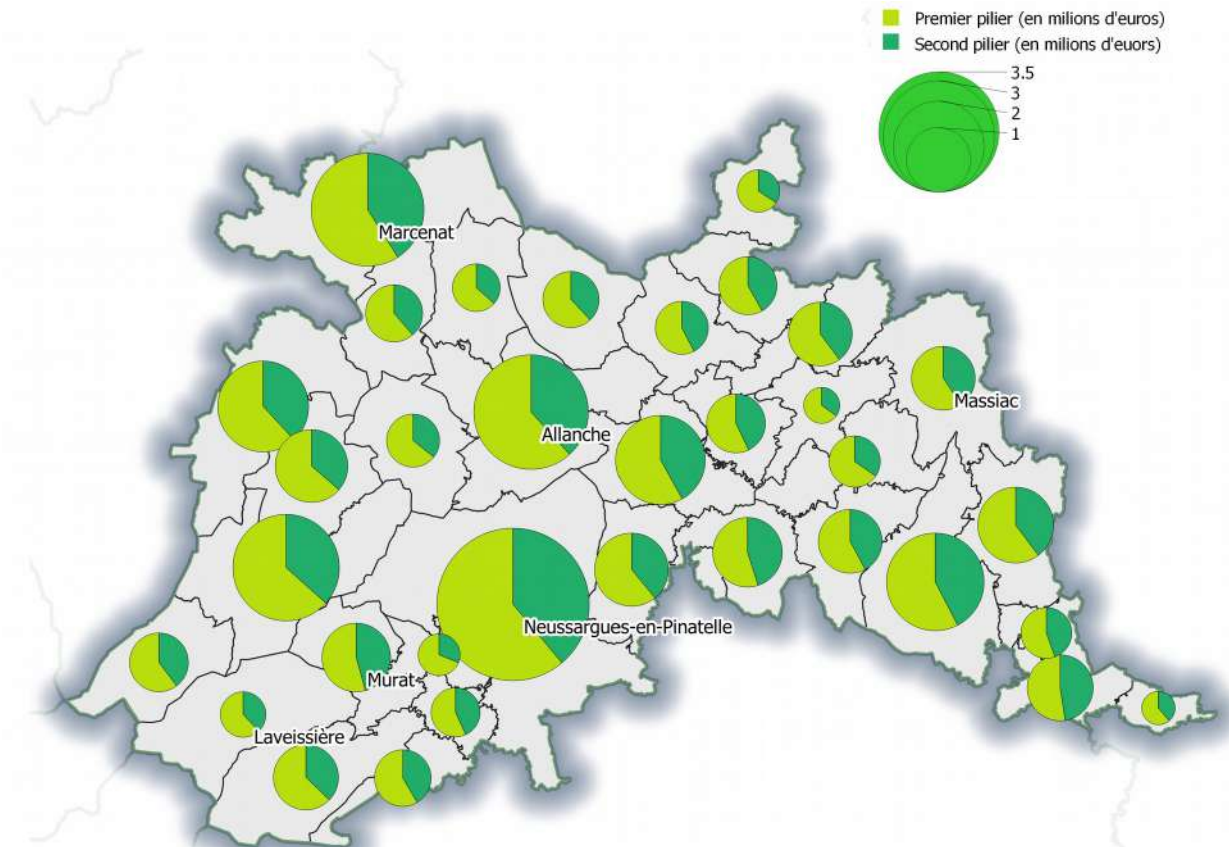 Premier pilier (en milions d'euros)
Second pilier (en milions d'euors)
3.5
3
2
1
Marcenat
Massiac
Allanche
Neussargues-en-Pinatelle
Murat
Laveissière